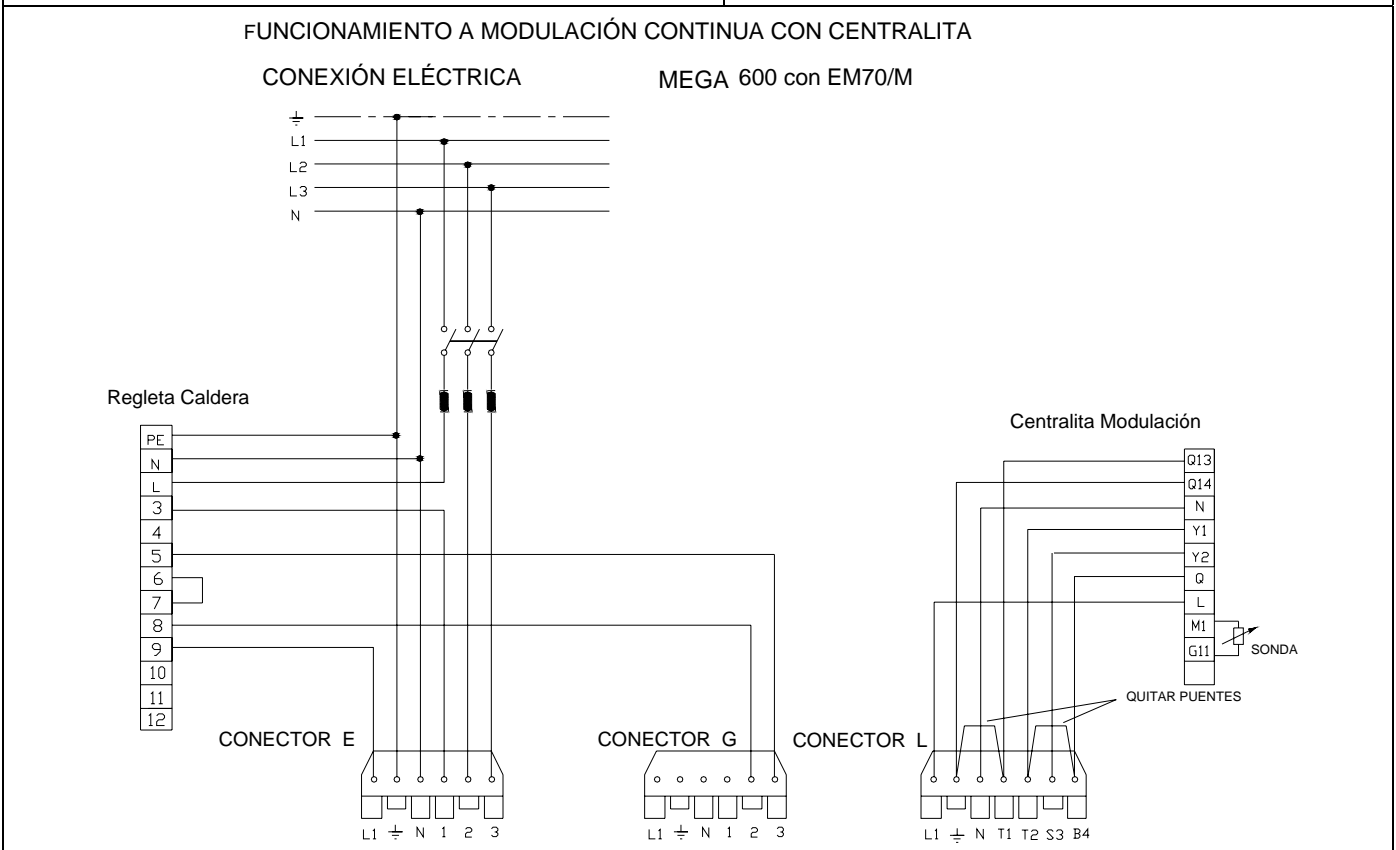 FUNCIONAMIENTO A MODULACIÓN CONTINUA CON CENTRALITA
CONEXIÓN ELÉCTRICA MEGA 600 con EM70/M
L1
L2
L3
N
Regleta Caldera
PE
N
L
3
4
5
6
7
8
9
10
11
12
Centralita Modulación
Q13
Q14
N
Y1
Y2
Q
L
M1
G11
SONDA
QUITAR PUENTES
CONECTOR E
CONECTOR G
CONECTOR L
L1 N 1 2 3
L1 N 1 2 3
L1 N T1 T2 S3 B4